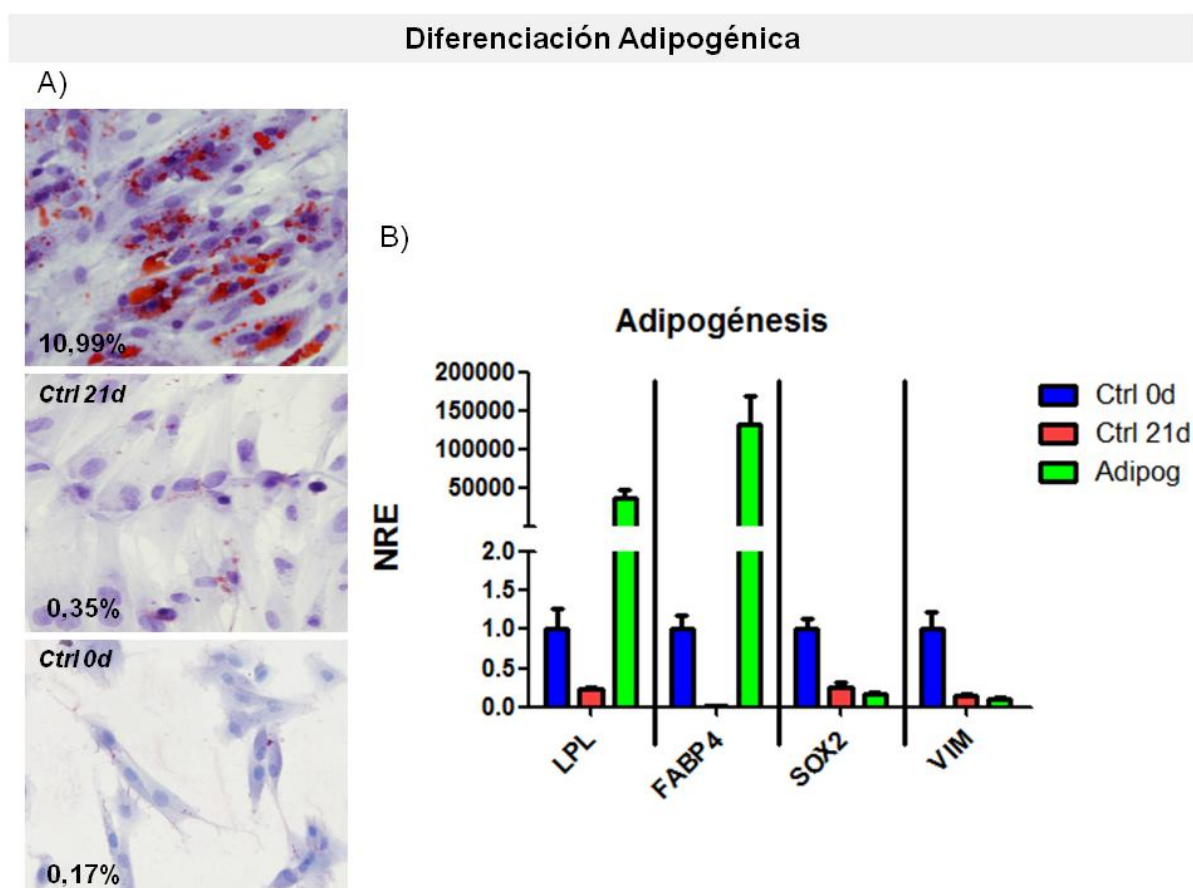 Diferenciación Adipogénica
A)
10,99%
Ctrl 21d
0,35%
Ctrl 0d
0,17%
B)
Adipogénesis
NRE
200000
150000
100000
50000
2.0
1.5
1.0
0.5
0.0
LPL
FABP4
SOX2
VIM
Ctrl 0d
Ctrl 21d
Adipog